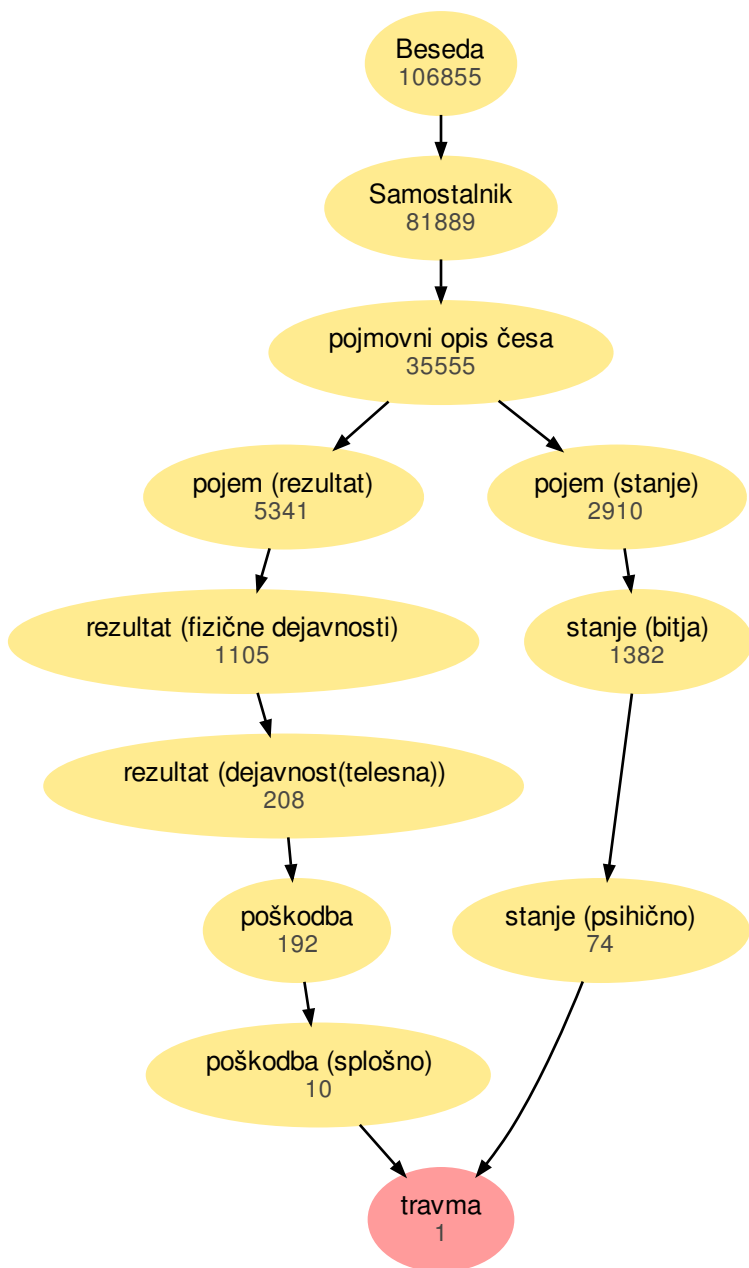 Beseda
106855
Samostalnik
81889
pojmovni opis česa
35555
pojem (rezultat)
5341
pojem (stanje)
2910
rezultat (fizične dejavnosti)
1105
stanje (bitja)
1382
rezultat (dejavnost(telesna))
208
poškodba
192
stanje (psihično)
74
poškodba (splošno)
10
travma
1